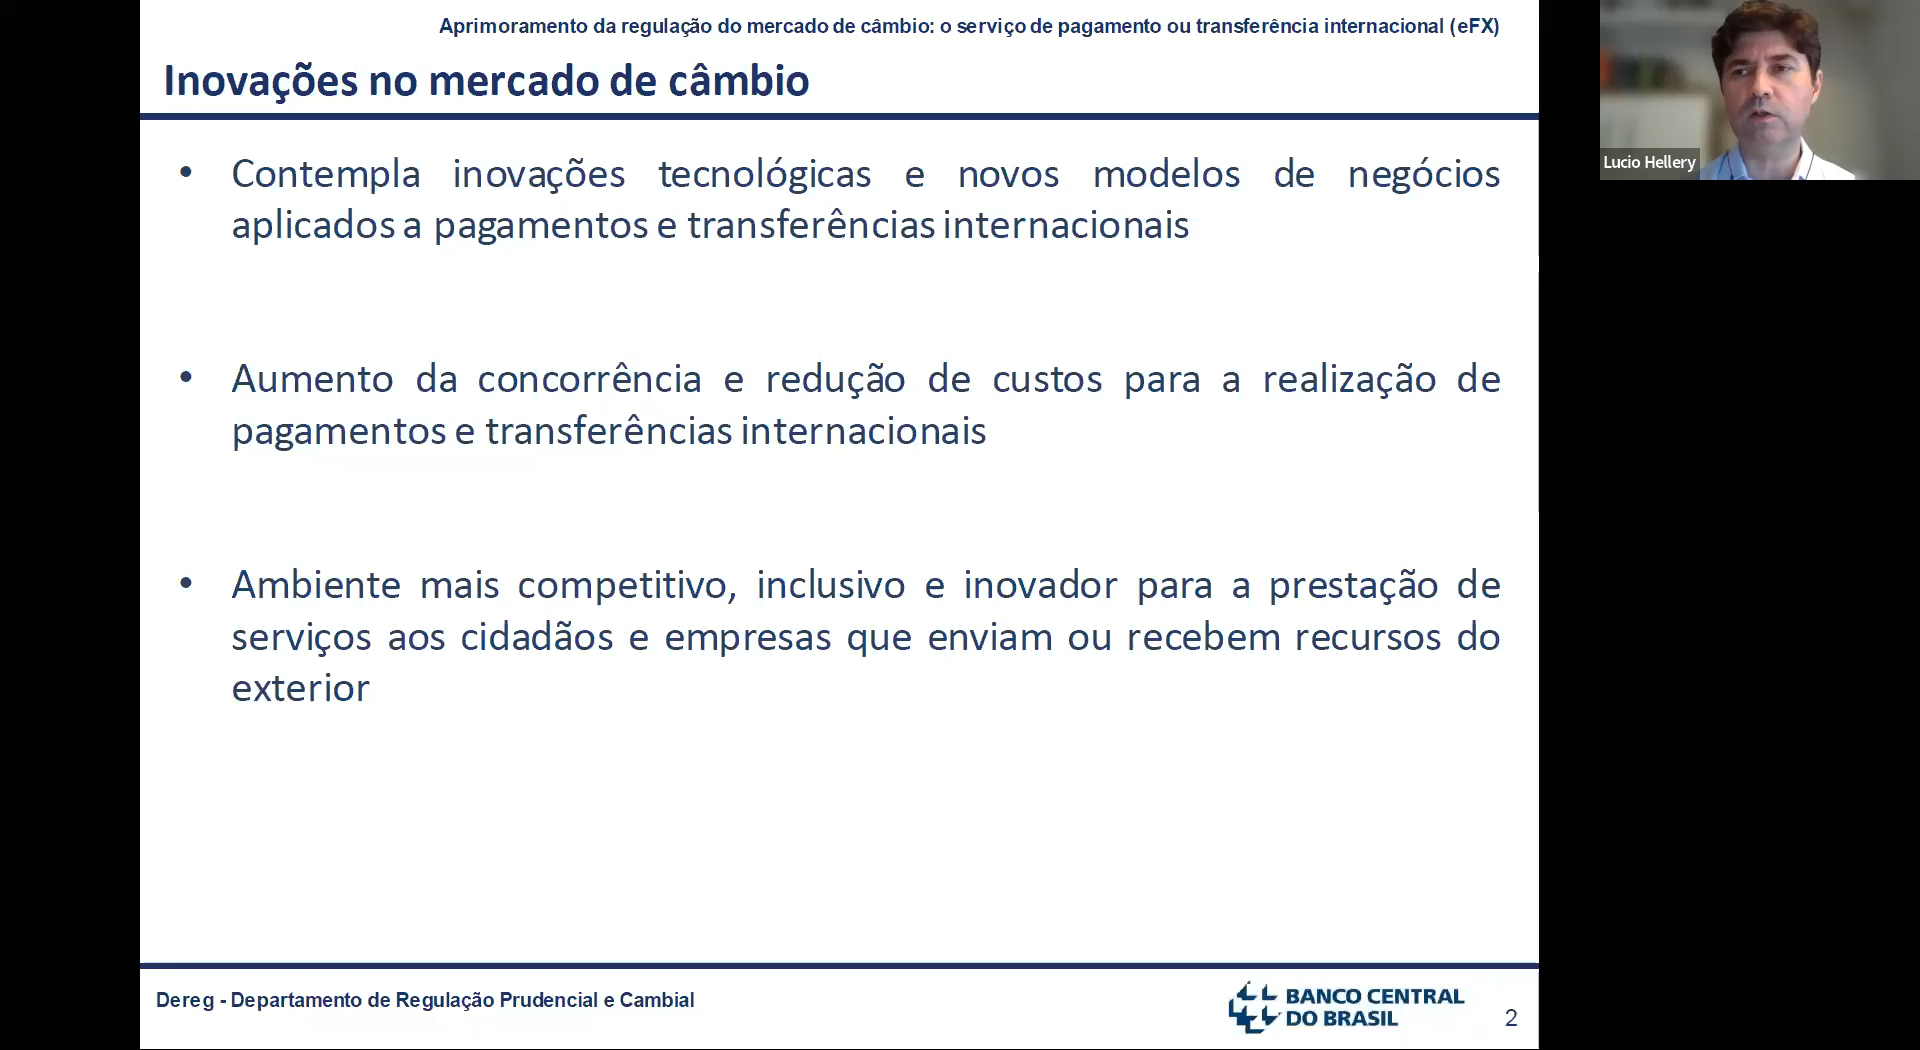 Aprimoramento da regulação do mercado de câmbio: o serviço de pagamento ou transferência internacional (eFX)
Inovações no mercado de câmbio
• Contempla inovações tecnológicas e novos modelos de negócios
aplicados a pagamentos e transferências internacionais
• Aumento da concorrência e redução de custos para a realização de
pagamentos e transferências internacionais
• Ambiente mais competitivo, inclusivo e inovador para a prestação de
serviços aos cidadãos e empresas que enviam ou recebem recursos do
exterior
Dereg - Departamento de Regulação Prudencial e Cambial
BANCO CENTRAL
DO BRASIL
2
Lucio Hellery